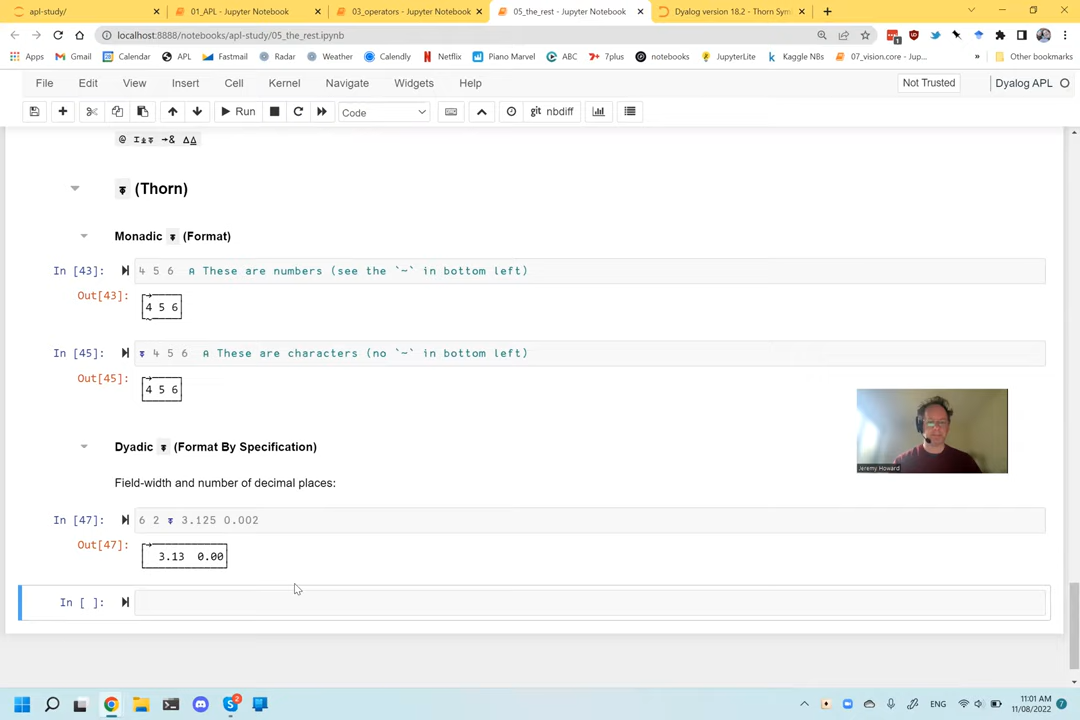 apl-study/
01_APL - Jupyter Notebook
03_operators - Jupyter Notebook
05_the_rest - Jupyter Notebook
Dyalog version 18.2 - Thorn Sym
localhost:8888/notebooks/apl-study/05_the_rest.ipynb
Apps Gmail Calendar APL Radar Weather Fastmail Calendly Netflix Piano Marvel ABC 7plus notebooks JupyterLite Kaggle NBs 07_vision.core - Jup... » Other bookmarks
File Edit View Insert Cell Kernel Navigate Widgets Help Not Trusted Dyalog APL
Run Code git nbdiff
@ ⌶⍎⍕ →& ∆⍙
⍕ (Thorn)
Monadic ⍕ (Format)
In [43]: 4 5 6 ⍝ These are numbers (see the `~` in bottom left)
Out[43]:
4 5 6
In [45]: ⍕ 4 5 6 ⍝ These are characters (no `~` in bottom left)
Out[45]:
4 5 6
Dyadic ⍕ (Format By Specification)
Jeremy Howard
Field-width and number of decimal places:
In [47]: 6 2 ⍕ 3.125 0.002
Out[47]:
3.13 0.00
In [ ]:
2
ENG
11:01 AM
11/08/2022
7